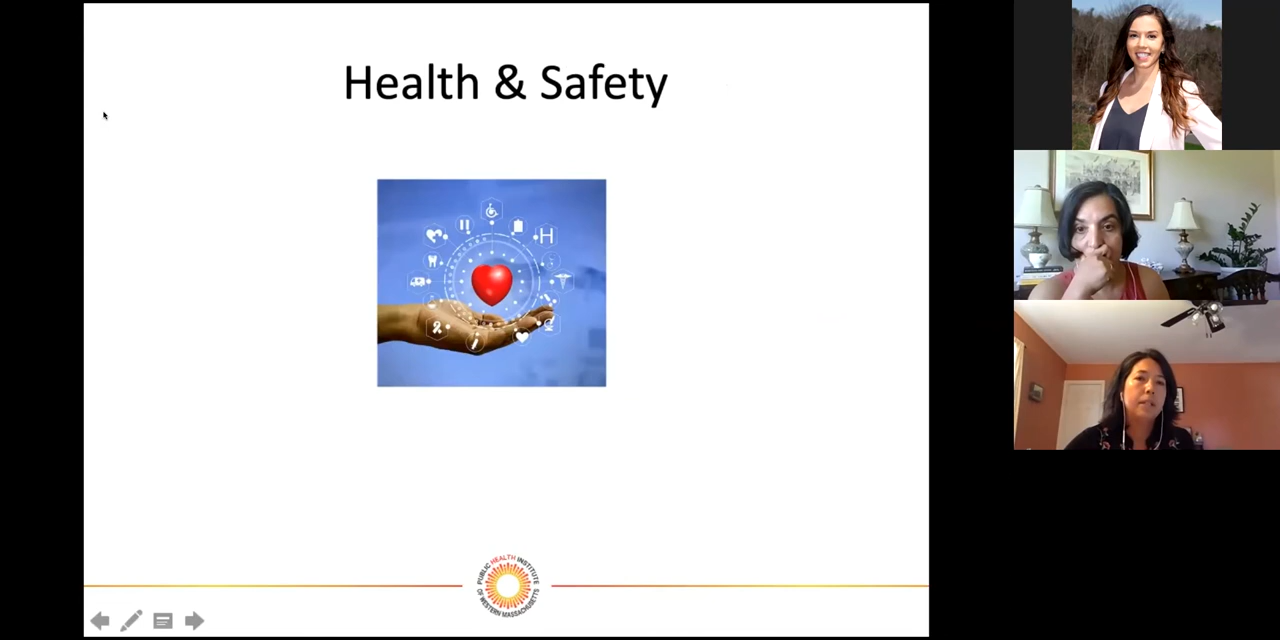 Health & Safety
H
PUBLIC HEALTH INSTITUTE
OF WESTERN MASSACHUSETTS